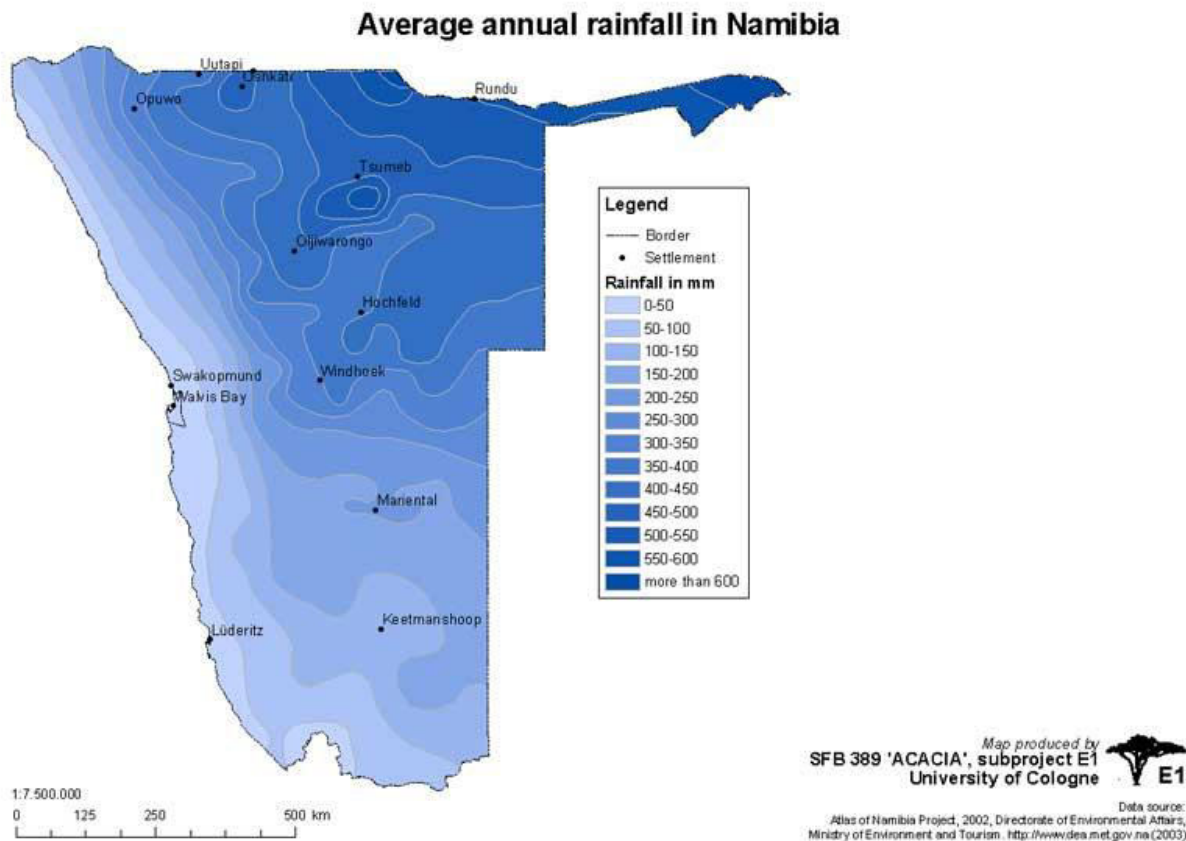 Average annual rainfall in Namibia
Uutapi
Opuwo
Rundu
Tsumeb
Otjiwarongo
Hochfeld
Windhoek
Swakopmund
Walvis Bay
Mariental
Keetmanshoop
Lüderitz
Legend
Border
Settlement
Rainfall in mm
0-50
50-100
100-150
150-200
200-250
250-300
300-350
350-400
400-450
450-500
500-550
550-600
more than 600
1:7.500.000
0 125 250 500 km
Map produced by
SFB 389 'ACACIA', subproject E1
University of Cologne
E1
Data source:
Atlas of Namibia Project, 2002, Directorate of Environmental Affairs,
Ministry of Environment and Tourism. http://www.dea.met.gov.na (2003)